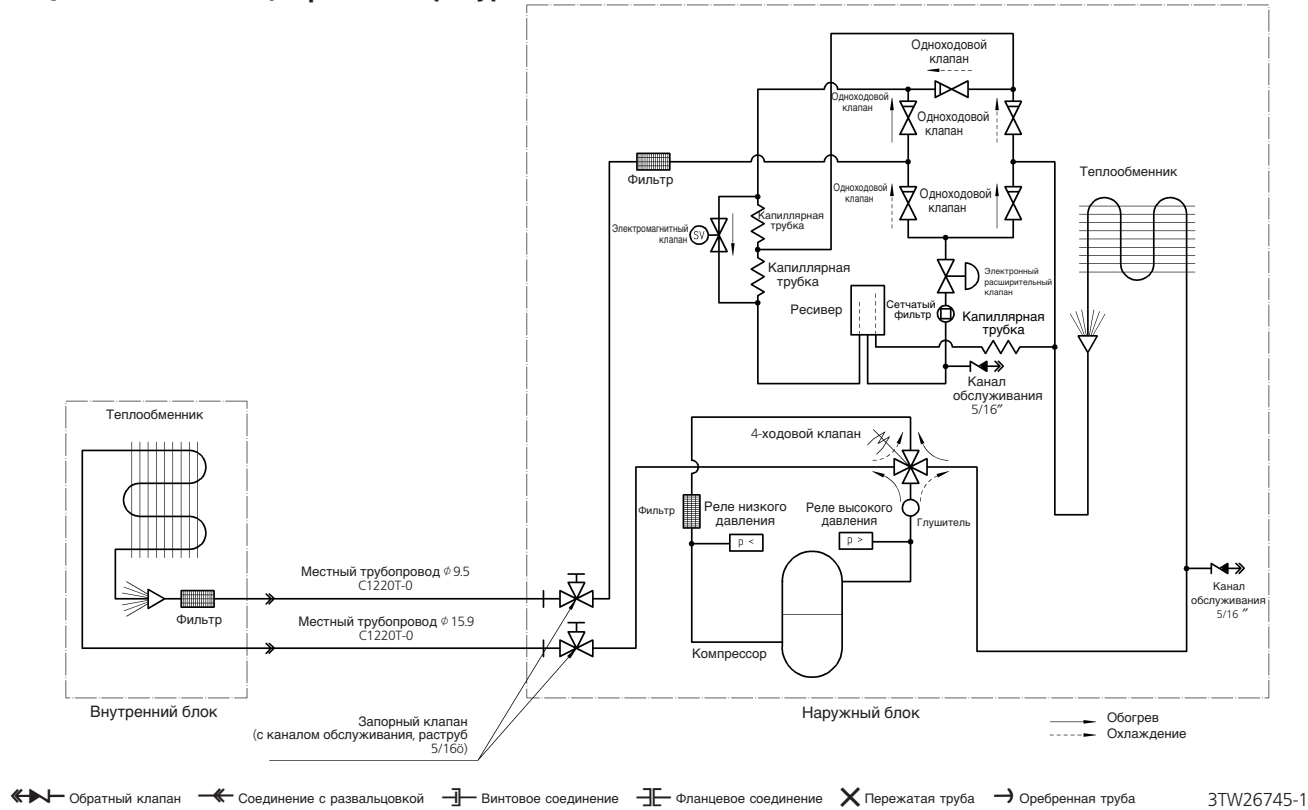 Одноходовой
клапан
Одноходовой
клапан
Одноходовой
клапан
Фильтр
Одноходовой
клапан
Одноходовой
клапан
Теплообменник
Электромагнитный
клапан
SV
Капиллярная
трубка
Капиллярная
трубка
Электронный
расширительный
клапан
Ресивер
Сетчатый
фильтр
Капиллярная
трубка
Канал
обслуживания
5/16″
Теплообменник
4-ходовой клапан
Фильтр
Реле низкого
давления
p <
Реле высокого
давления
p >
Глушитель
Местный трубопровод ϕ 9.5
C1220T-0
Фильтр
Местный трубопровод ϕ 15.9
C1220T-0
Компрессор
Канал
обслуживания
5/16 ″
Внутренний блок
Наружный блок
Запорный клапан
(с каналом обслуживания, раструб
5/16ö)
Обогрев
Охлаждение
Обратный клапан
Соединение с развальцовкой
Винтовое соединение
Фланцевое соединение
Пережатая труба
Оребренная труба
3TW26745-1